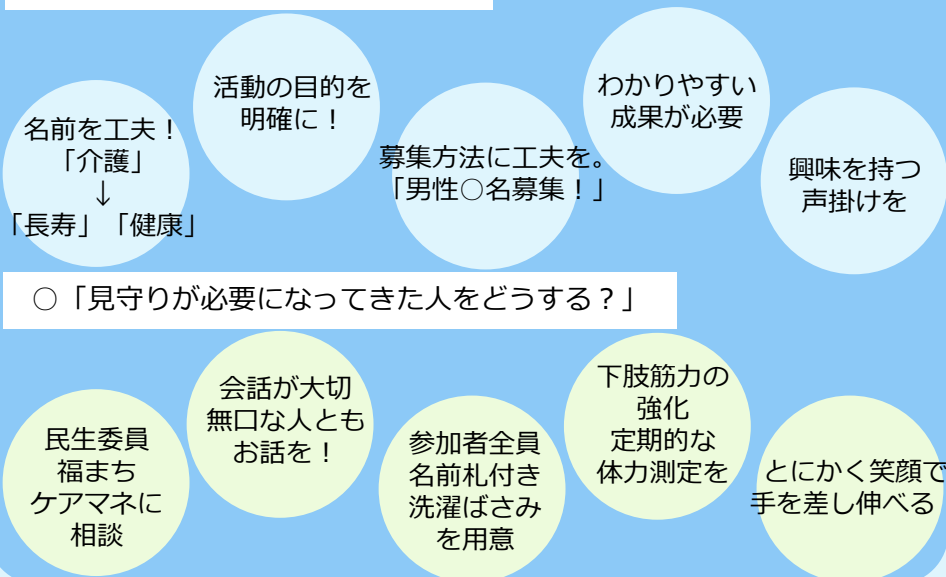 名前を工夫！
「介護」
↓
「長寿」「健康」
活動の目的を
明確に！
募集方法に工夫を。
「男性○名募集！」
わかりやすい
成果が必要
興味を持つ
声掛けを
○「見守りが必要になってきた人をどうする？」
民生委員
福まち
ケアマネに
相談
会話が大切
無口な人とも
お話を！
参加者全員
名前札付き
洗濯ばさみ
を用意
下肢筋力の
強化
定期的な
体力測定を
とにかく笑顔で
手を差し伸べる